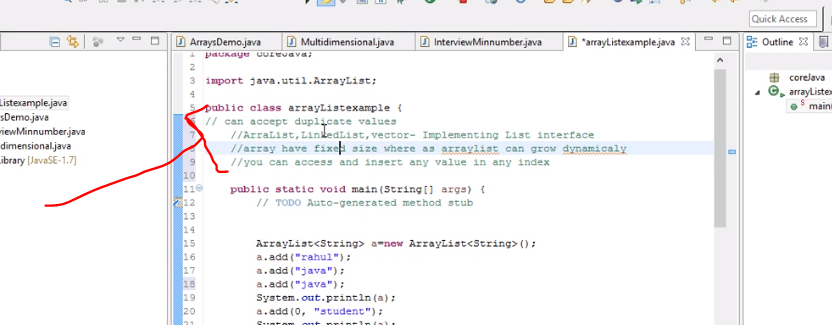 Quick Access
ArraysDemo.java
Multidimensional.java
InterviewMinnumber.java
*arrayListexample.java
Outline
1 package coreJava;
2
3 import java.util.ArrayList;
4
5 public class arrayListexample {
6 // can accept duplicate values
7 //ArraList,LinkedList,vector- Implementing List interface
8 //array have fixed size where as arraylist can grow dynamicaly
9 //you can access and insert any value in any index
10
11 public static void main(String[] args) {
12 // TODO Auto-generated method stub
13
14
15 ArrayList<String> a=new ArrayList<String>();
16 a.add("rahul");
17 a.add("java");
18 a.add("java");
19 System.out.println(a);
20 a.add(0, "student");
21 System.out.println(a);
Listexample.java
sDemo.java
viewMinnumber.java
dimensional.java
Library [JavaSE-1.7]
coreJava
arrayListex
S main